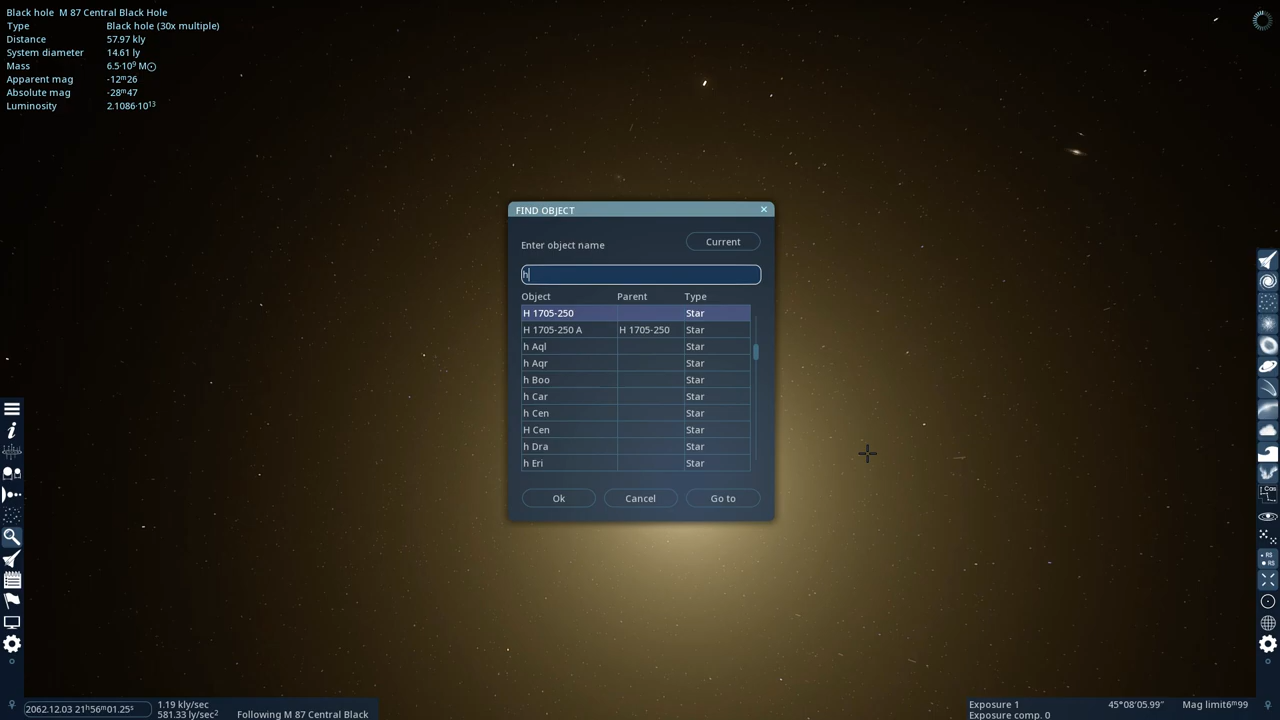 Black hole  M 87 Central Black Hole
Type Black hole (30x multiple)
Distance 57.97 kly
System diameter 14.61 ly
Mass 6.5·10⁹ M☉
Apparent mag -12ᵐ26
Absolute mag -28ᵐ47
Luminosity 2.1086·10¹³
FIND OBJECT ×
Enter object name
Current
h
Object Parent Type
H 1705-250 Star
H 1705-250 A H 1705-250 Star
h Aql Star
h Aqr Star
h Boo Star
h Car Star
h Cen Star
H Cen Star
h Dra Star
h Eri Star
Ok Cancel Go to
2062.12.03 21ʰ56ᵐ01.25ˢ
1.19 kly/sec
581.33 ly/sec²
Following M 87 Central Black
Exposure 1
Exposure comp. 0
45°08'05.99"
Mag limit6ᵐ99